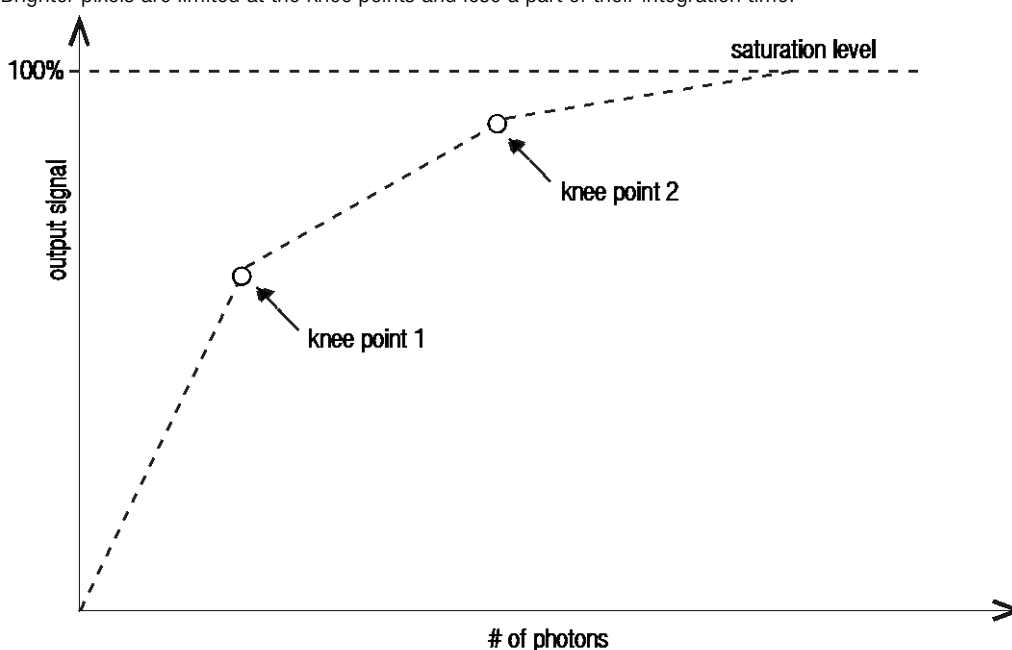 Brighter pixels are limited at the knee points and lose a part of their integration time.
saturation level
100%
output signal
knee point 2
knee point 1
# of photons